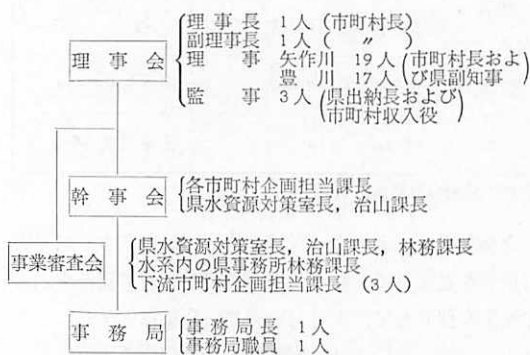 理事会
理事長 1人(市町村長)
副理事長 1人( 〃 )
理事 矢作川 19人(市町村長およ
豊川 17人 び県副知事)
監事 3人(県出納長および
市町村収入役)
幹事会
各市町村企画担当課長
県水資源対策室長,治山課長
事業審査会
県水資源対策室長,治山課長,林務課長
水系内の県事務所林務課長
下流市町村企画担当課長 (3人)
事務局
事務局長 1人
事務局職員 1人